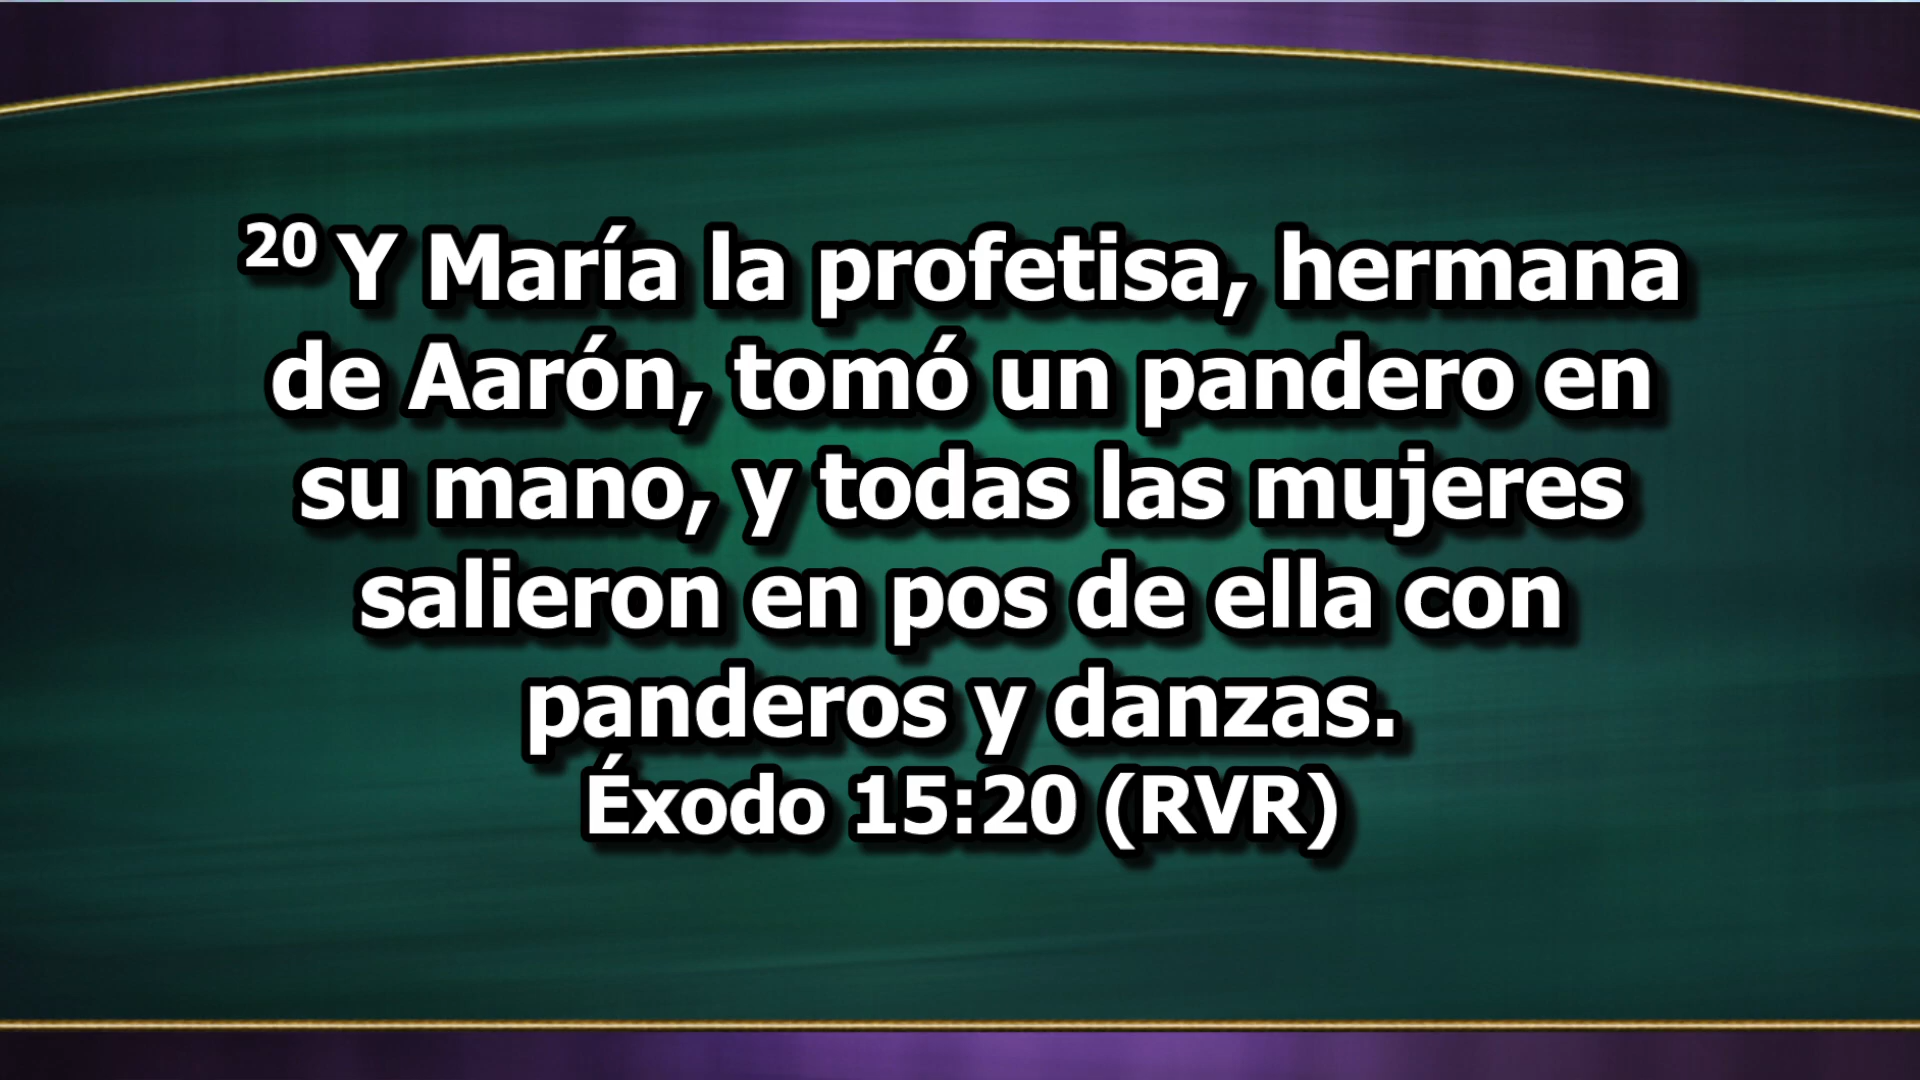 20 Y María la profetisa, hermana
de Aarón, tomó un pandero en
su mano, y todas las mujeres
salieron en pos de ella con
panderos y danzas.
Éxodo 15:20 (RVR)